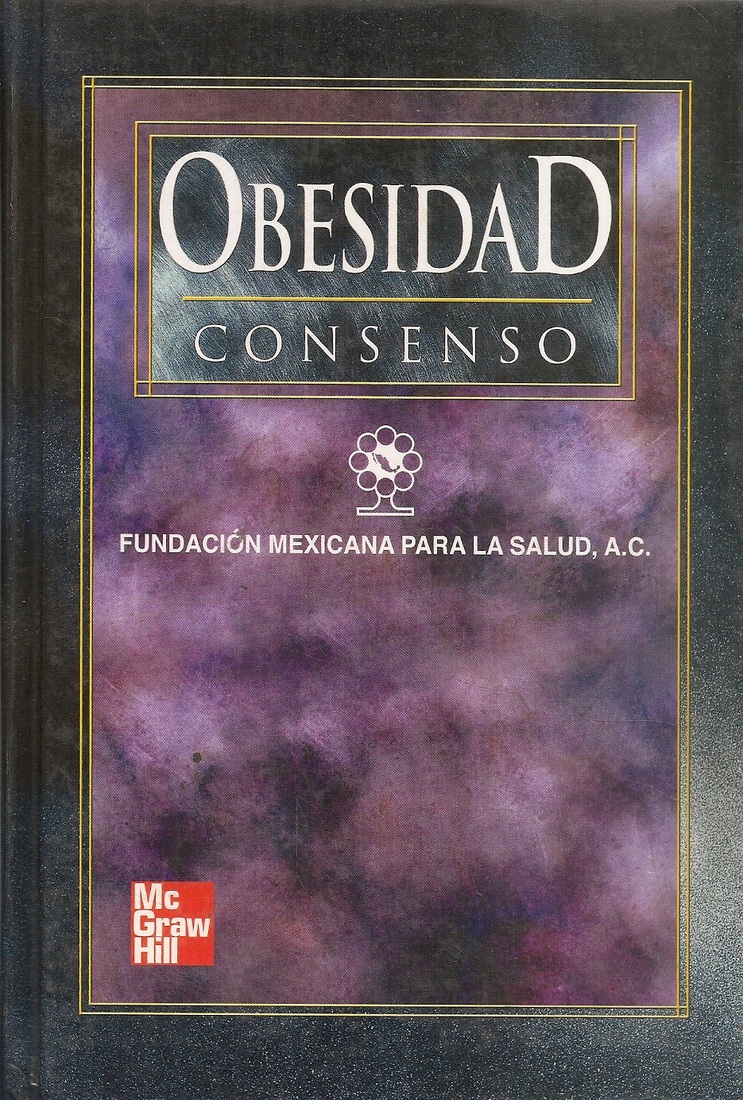 OBESIDAD
CONSENSO
FUNDACIÓN MEXICANA PARA LA SALUD, A.C.
Mc
Graw
Hill